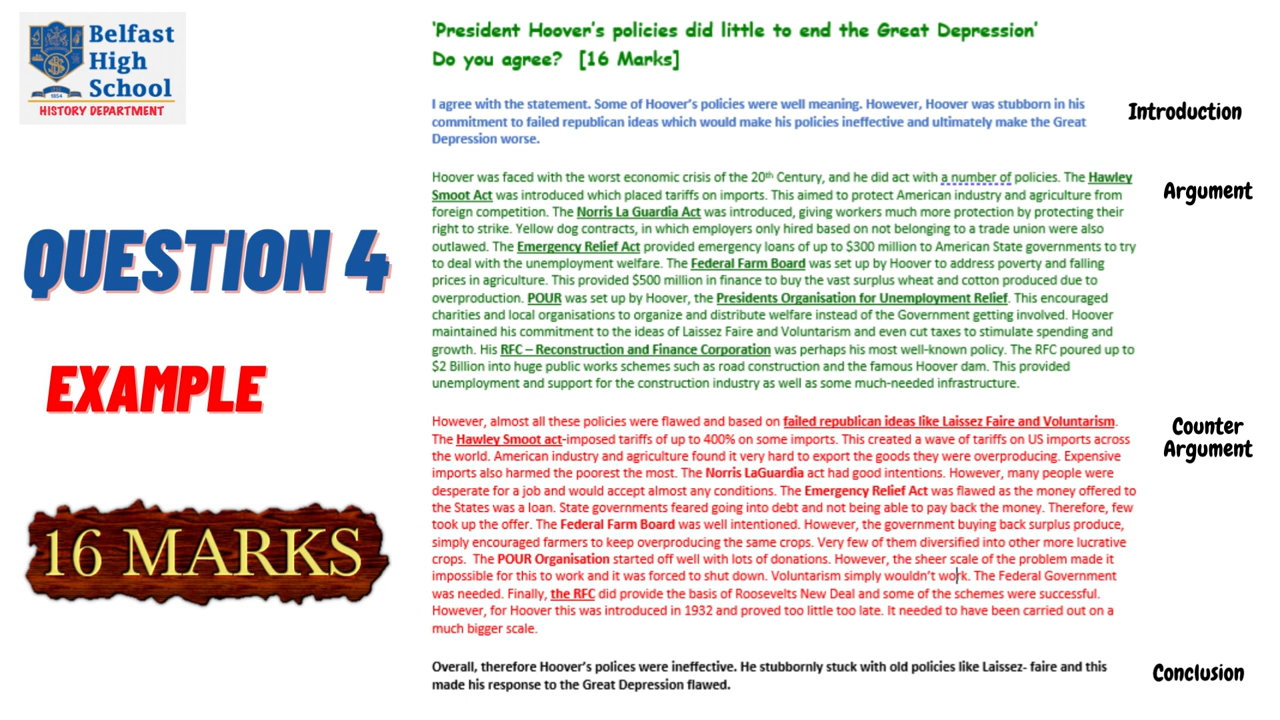 Belfast
High
School
1854
HISTORY DEPARTMENT
QUESTION 4
EXAMPLE
16 MARKS
'President Hoover's policies did little to end the Great Depression'
Do you agree? [16 Marks]
I agree with the statement. Some of Hoover's policies were well meaning. However, Hoover was stubborn in his
commitment to failed republican ideas which would make his policies ineffective and ultimately make the Great
Depression worse.
Introduction
Hoover was faced with the worst economic crisis of the 20th Century, and he did act with a number of policies. The Hawley
Smoot Act was introduced which placed tariffs on imports. This aimed to protect American industry and agriculture from
foreign competition. The Norris La Guardia Act was introduced, giving workers much more protection by protecting their
right to strike. Yellow dog contracts, in which employers only hired based on not belonging to a trade union were also
outlawed. The Emergency Relief Act provided emergency loans of up to $300 million to American State governments to try
to deal with the unemployment welfare. The Federal Farm Board was set up by Hoover to address poverty and falling
prices in agriculture. This provided $500 million in finance to buy the vast surplus wheat and cotton produced due to
overproduction. POUR was set up by Hoover, the Presidents Organisation for Unemployment Relief. This encouraged
charities and local organisations to organize and distribute welfare instead of the Government getting involved. Hoover
maintained his commitment to the ideas of Laissez Faire and Voluntarism and even cut taxes to stimulate spending and
growth. His RFC – Reconstruction and Finance Corporation was perhaps his most well-known policy. The RFC poured up to
$2 Billion into huge public works schemes such as road construction and the famous Hoover dam. This provided
unemployment and support for the construction industry as well as some much-needed infrastructure.
Argument
However, almost all these policies were flawed and based on failed republican ideas like Laissez Faire and Voluntarism.
The Hawley Smoot act-imposed tariffs of up to 400% on some imports. This created a wave of tariffs on US imports across
the world. American industry and agriculture found it very hard to export the goods they were overproducing. Expensive
imports also harmed the poorest the most. The Norris LaGuardia act had good intentions. However, many people were
desperate for a job and would accept almost any conditions. The Emergency Relief Act was flawed as the money offered to
the States was a loan. State governments feared going into debt and not being able to pay back the money. Therefore, few
took up the offer. The Federal Farm Board was well intentioned. However, the government buying back surplus produce,
simply encouraged farmers to keep overproducing the same crops. Very few of them diversified into other more lucrative
crops. The POUR Organisation started off well with lots of donations. However, the sheer scale of the problem made it
impossible for this to work and it was forced to shut down. Voluntarism simply wouldn't work. The Federal Government
was needed. Finally, the RFC did provide the basis of Roosevelts New Deal and some of the schemes were successful.
However, for Hoover this was introduced in 1932 and proved too little too late. It needed to have been carried out on a
much bigger scale.
Counter
Argument
Overall, therefore Hoover's polices were ineffective. He stubbornly stuck with old policies like Laissez- faire and this
made his response to the Great Depression flawed.
Conclusion